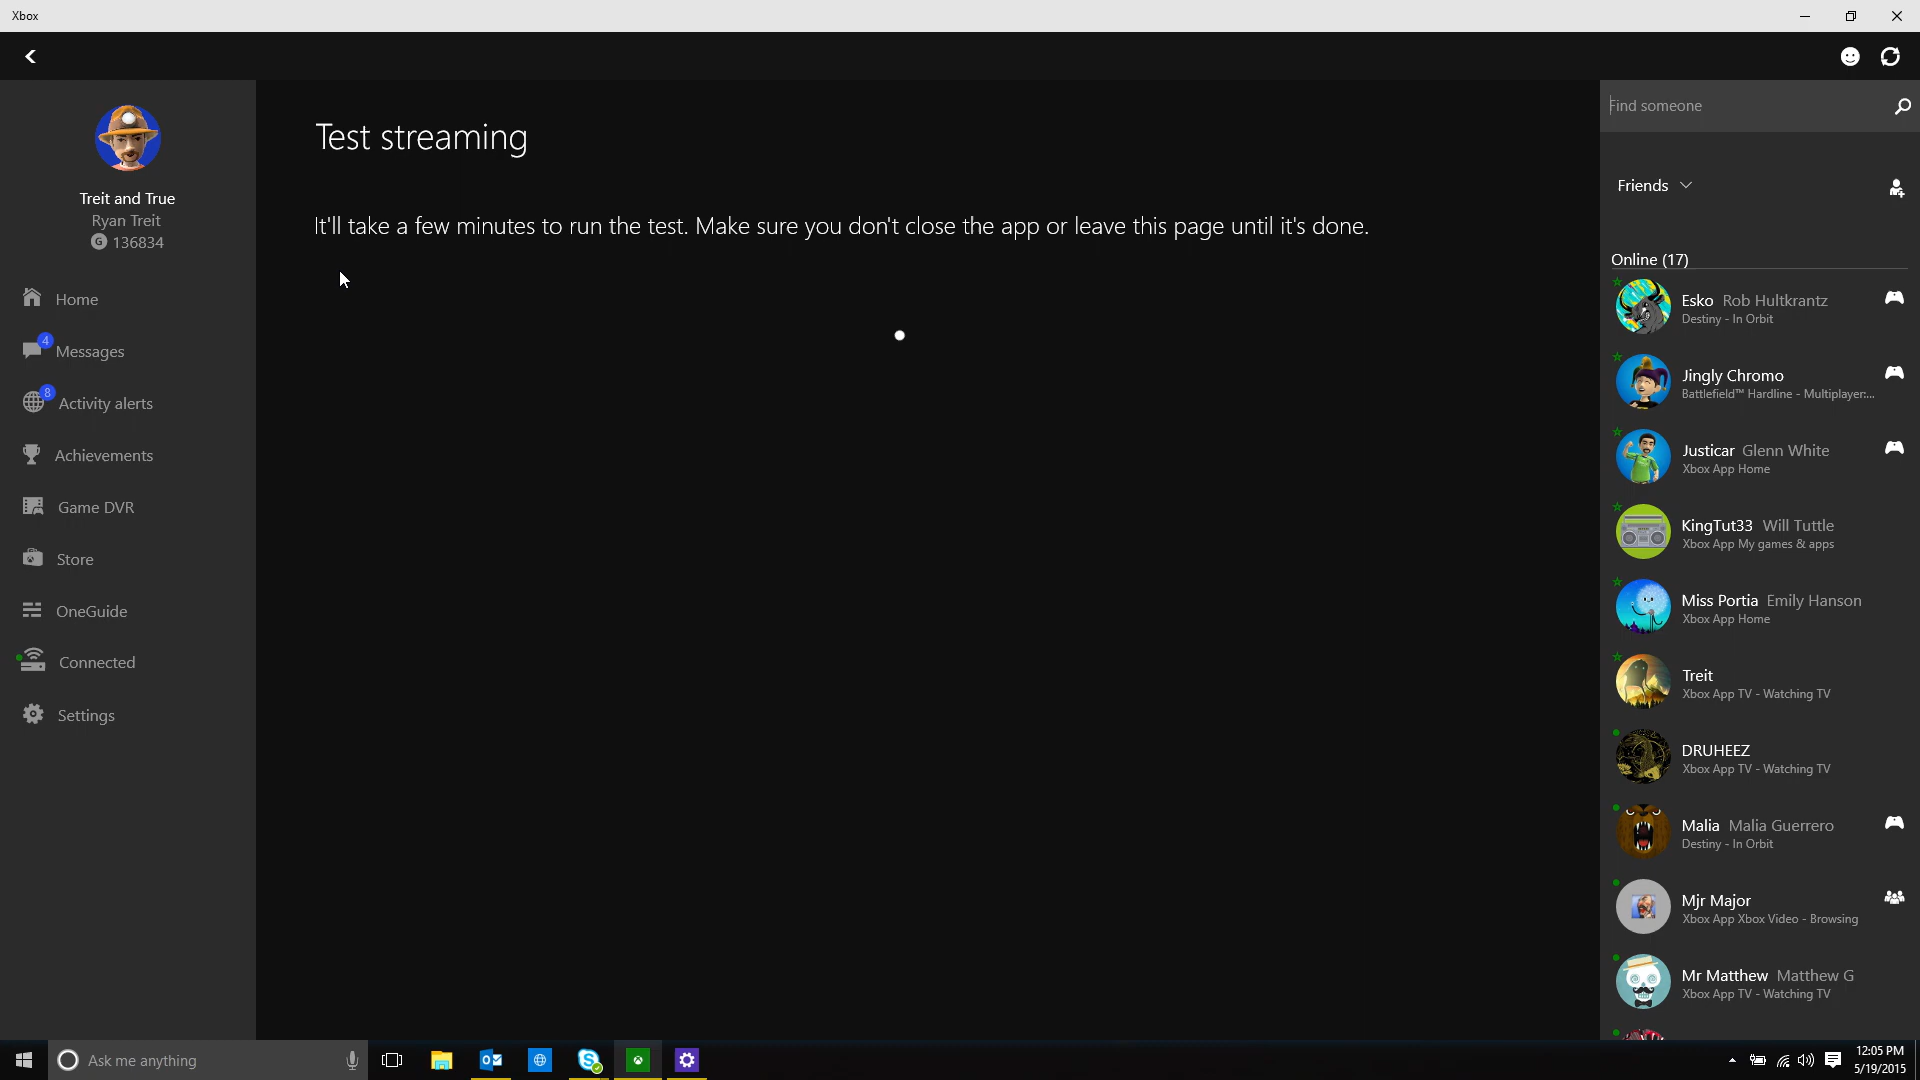 Xbox
Treit and True
Ryan Treit
G 136834
Home
4
Messages
8
Activity alerts
Achievements
Game DVR
Store
OneGuide
Connected
Settings
Test streaming
It'll take a few minutes to run the test. Make sure you don't close the app or leave this page until it's done.
Find someone
Friends
Online (17)
Esko Rob Hultkrantz
Destiny - In Orbit
Jingly Chromo
Battlefield™ Hardline - Multiplayer:...
Justicar Glenn White
Xbox App Home
KingTut33 Will Tuttle
Xbox App My games & apps
Miss Portia Emily Hanson
Xbox App Home
Treit
Xbox App TV - Watching TV
DRUHEEZ
Xbox App TV - Watching TV
Malia Malia Guerrero
Destiny - In Orbit
Mjr Major
Xbox App Xbox Video - Browsing
Mr Matthew Matthew G
Xbox App TV - Watching TV
Ask me anything
12:05 PM
5/19/2015